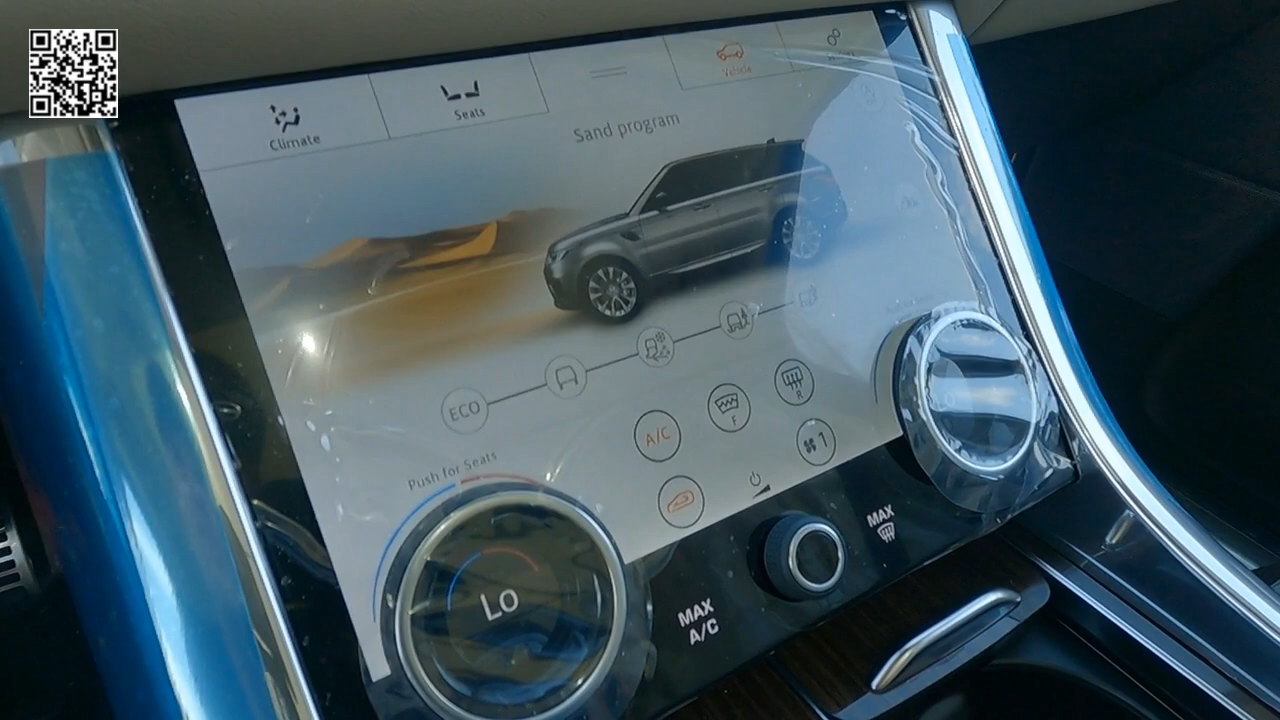 Climate
Seats
Vehicle
Sand program
ECO
A/C
F
R
1
Push for Seats
Lo
MAX
A/C
MAX